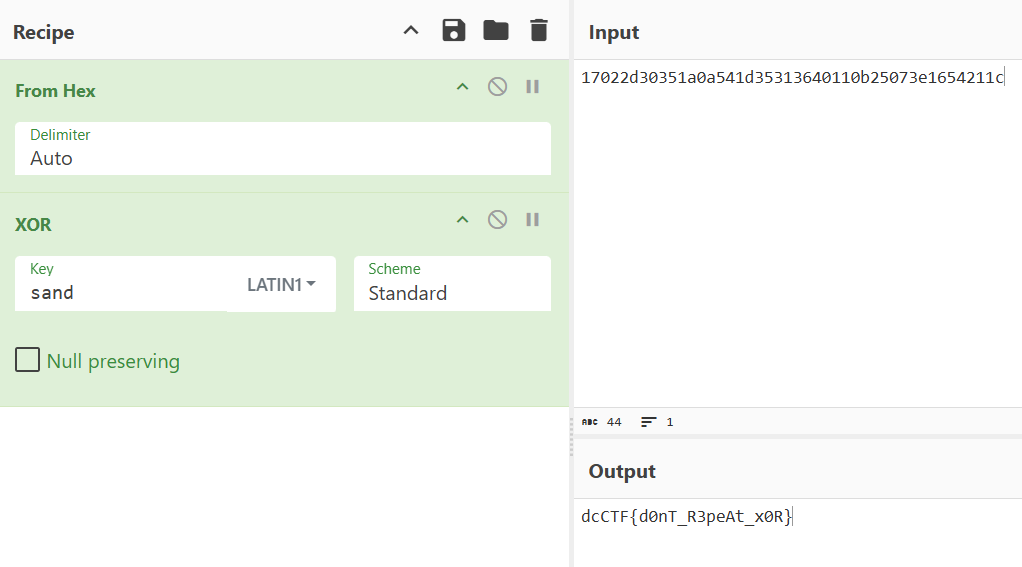 Recipe
From Hex
Delimiter
Auto
XOR
Key
sand
LATIN1
Scheme
Standard
Null preserving
Input
17022d30351a0a541d35313640110b25073e1654211c
ABC 44 1
Output
dcCTF{d0nT_R3peAt_x0R}